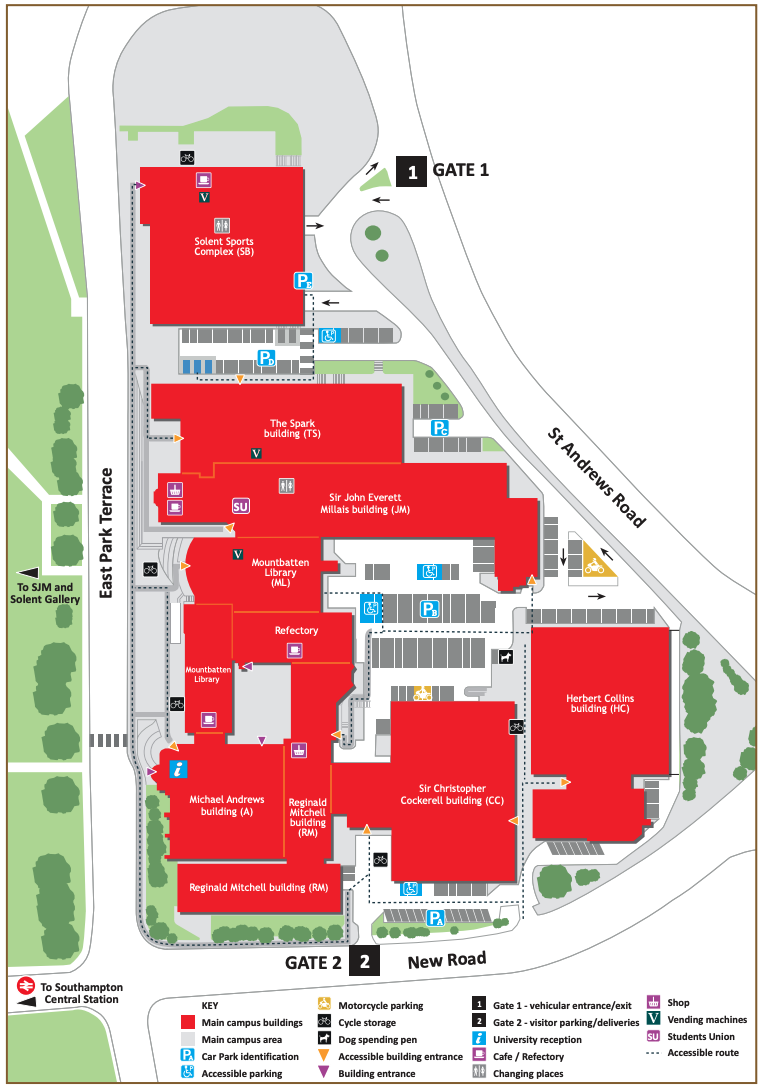 1 GATE 1
V
Solent Sports
Complex (SB)
PE
PD
The Spark
building (TS)
V
PC
St Andrews Road
East Park Terrace
SU
Sir John Everett
Millais building (JM)
V
Mountbatten
Library
(ML)
To SJM and
Solent Gallery
PB
Refectory
Mountbatten
Library
Herbert Collins
building (HC)
i
Michael Andrews
building (A)
Reginald
Mitchell
building
(RM)
Sir Christopher
Cockerell building (CC)
Reginald Mitchell building (RM)
PA
GATE 2 2
New Road
To Southampton
Central Station
KEY
Main campus buildings
Main campus area
PA Car Park identification
Accessible parking
Motorcycle parking
Cycle storage
Dog spending pen
Accessible building entrance
Building entrance
1 Gate 1 - vehicular entrance/exit
2 Gate 2 - visitor parking/deliveries
i University reception
Cafe / Refectory
Changing places
Shop
V Vending machines
SU Students Union
Accessible route